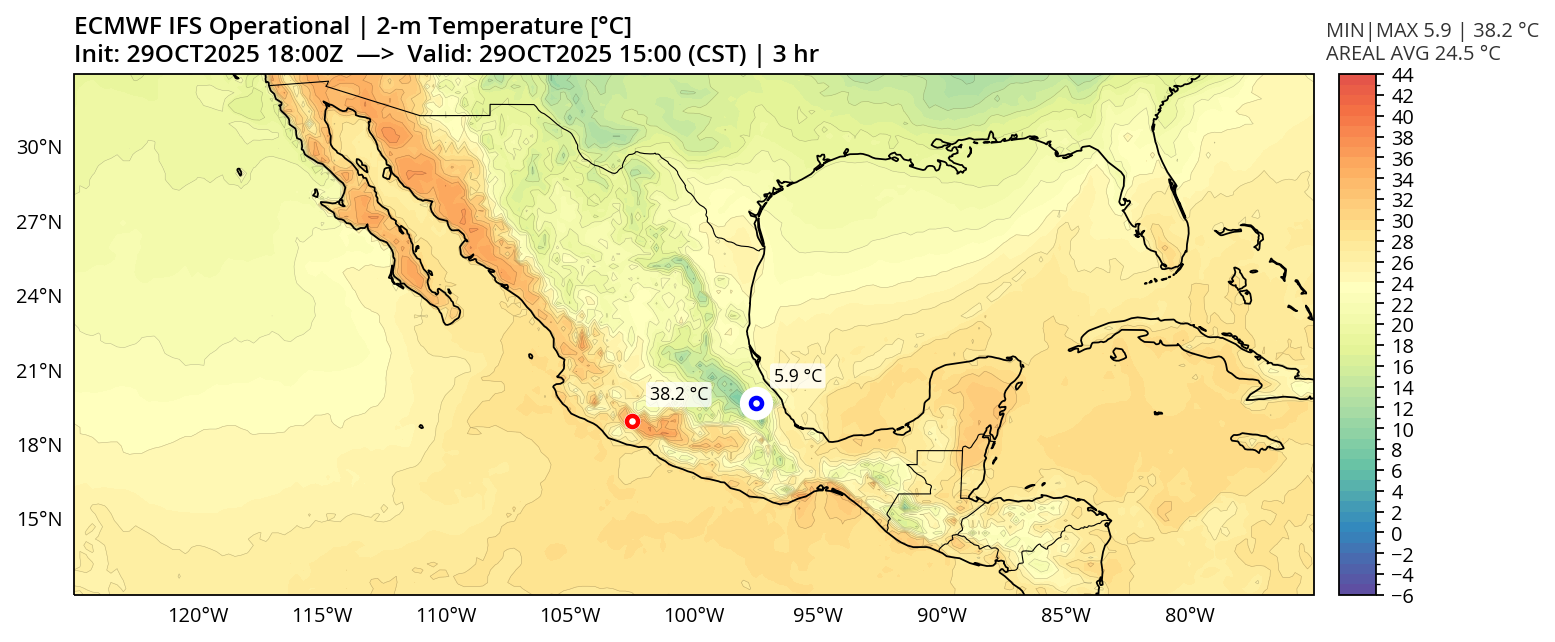 ECMWF IFS Operational | 2-m Temperature [°C]
Init: 29OCT2025 18:00Z —> Valid: 29OCT2025 15:00 (CST) | 3 hr
MIN|MAX 5.9 | 38.2 °C
AREAL AVG 24.5 °C
30°N
27°N
24°N
21°N
18°N
15°N
5.9 °C
38.2 °C
120°W
115°W
110°W
105°W
100°W
95°W
90°W
85°W
80°W
44
42
40
38
36
34
32
30
28
26
24
22
20
18
16
14
12
10
8
6
4
2
0
−2
−4
−6